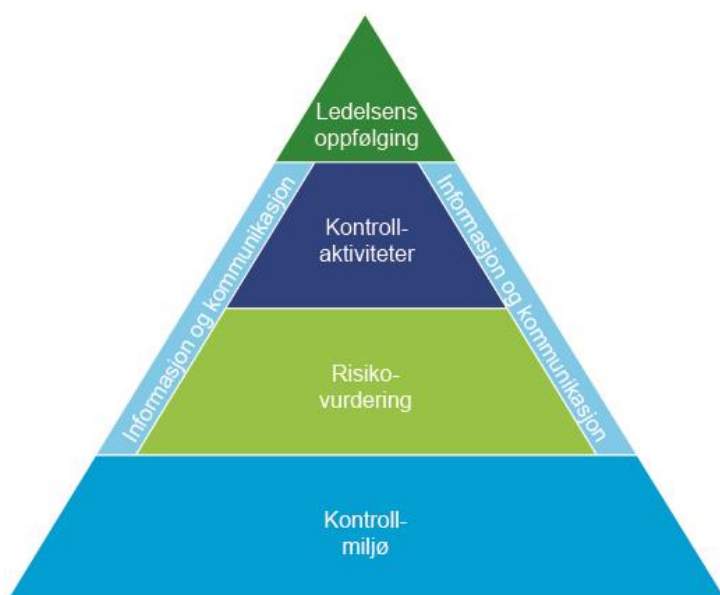 Ledelsens
oppfølging
Informasjon og kommunikasjon
Informasjon og kommunikasjon
Kontroll-
aktiviteter
Risiko-
vurdering
Kontroll-
miljø